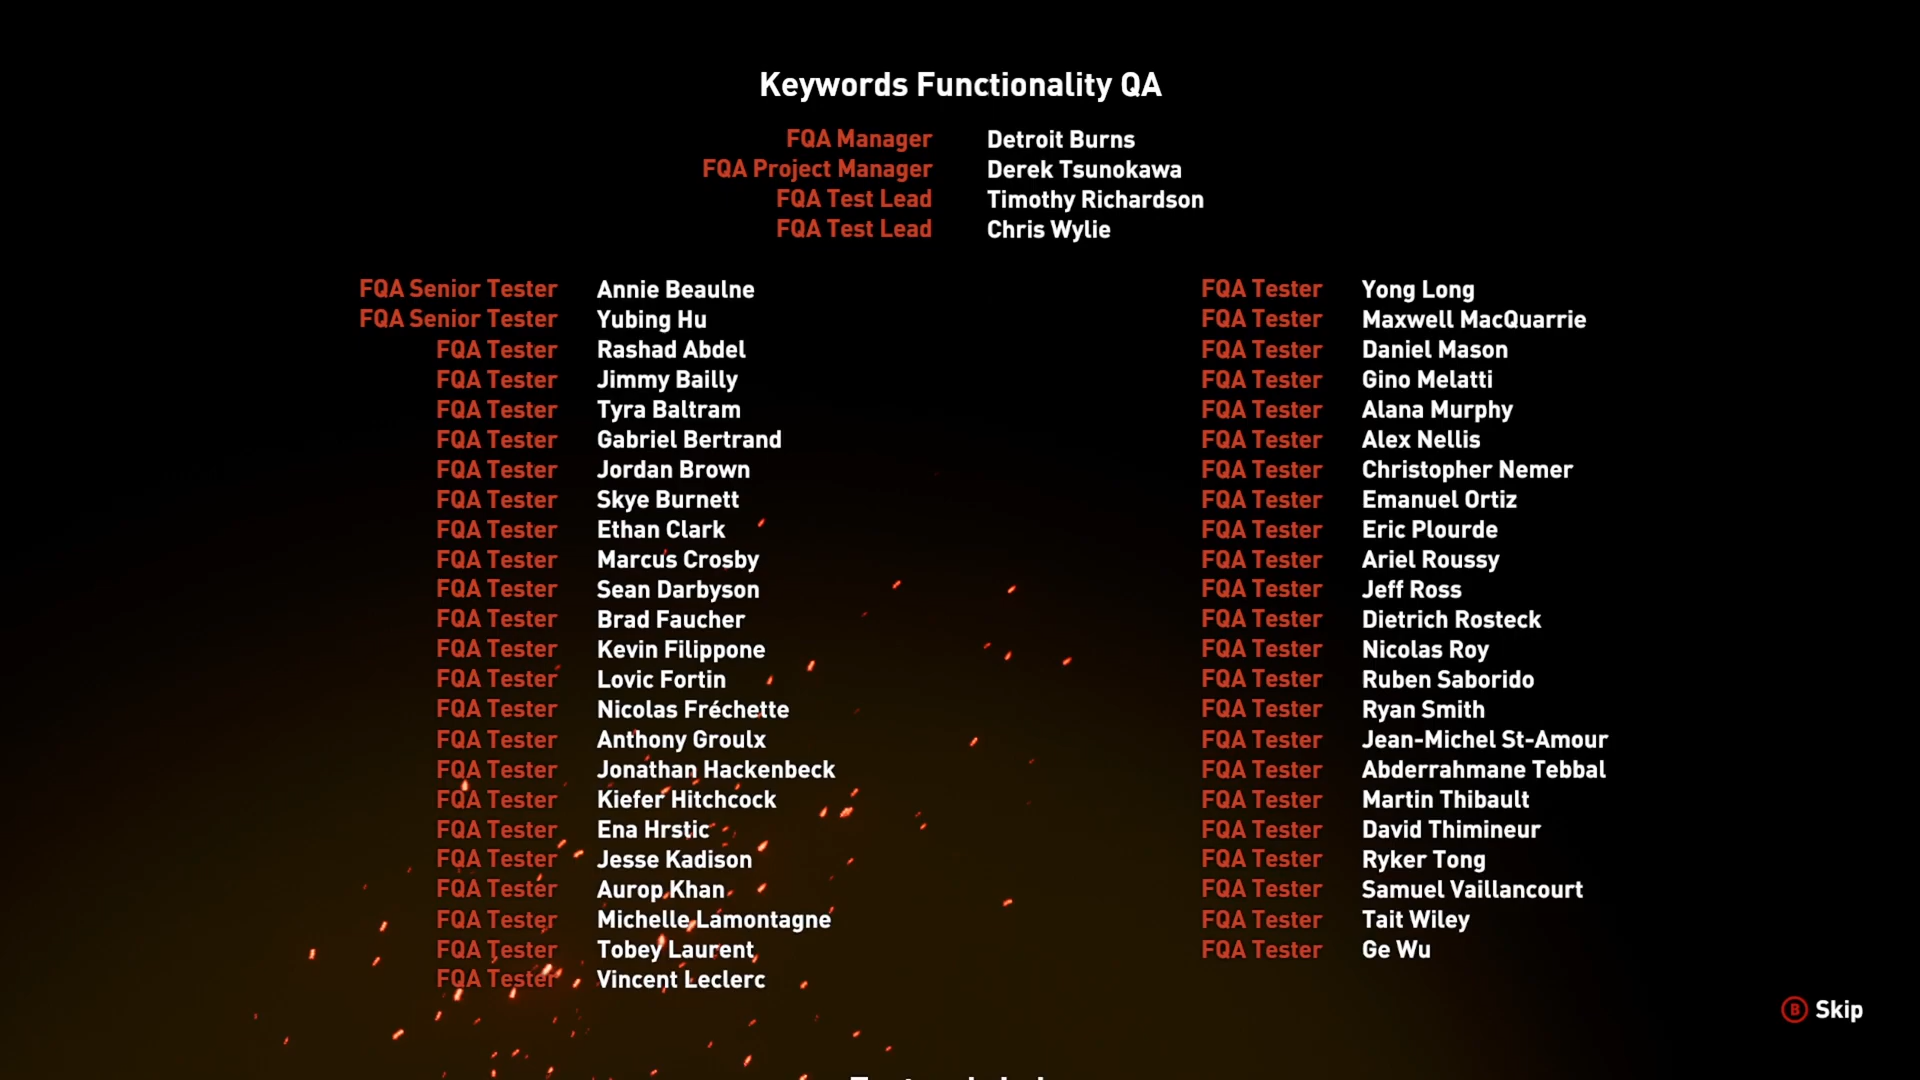 Keywords Functionality QA
FQA Manager Detroit Burns
FQA Project Manager Derek Tsunokawa
FQA Test Lead Timothy Richardson
FQA Test Lead Chris Wylie
FQA Senior Tester Annie Beaulne
FQA Senior Tester Yubing Hu
FQA Tester Rashad Abdel
FQA Tester Jimmy Bailly
FQA Tester Tyra Baltram
FQA Tester Gabriel Bertrand
FQA Tester Jordan Brown
FQA Tester Skye Burnett
FQA Tester Ethan Clark
FQA Tester Marcus Crosby
FQA Tester Sean Darbyson
FQA Tester Brad Faucher
FQA Tester Kevin Filippone
FQA Tester Lovic Fortin
FQA Tester Nicolas Fréchette
FQA Tester Anthony Groulx
FQA Tester Jonathan Hackenbeck
FQA Tester Kiefer Hitchcock
FQA Tester Ena Hrstic
FQA Tester Jesse Kadison
FQA Tester Aurop Khan
FQA Tester Michelle Lamontagne
FQA Tester Tobey Laurent
FQA Tester Vincent Leclerc
FQA Tester Yong Long
FQA Tester Maxwell MacQuarrie
FQA Tester Daniel Mason
FQA Tester Gino Melatti
FQA Tester Alana Murphy
FQA Tester Alex Nellis
FQA Tester Christopher Nemer
FQA Tester Emanuel Ortiz
FQA Tester Eric Plourde
FQA Tester Ariel Roussy
FQA Tester Jeff Ross
FQA Tester Dietrich Rosteck
FQA Tester Nicolas Roy
FQA Tester Ruben Saborido
FQA Tester Ryan Smith
FQA Tester Jean-Michel St-Amour
FQA Tester Abderrahmane Tebbal
FQA Tester Martin Thibault
FQA Tester David Thimineur
FQA Tester Ryker Tong
FQA Tester Samuel Vaillancourt
FQA Tester Tait Wiley
FQA Tester Ge Wu
B Skip